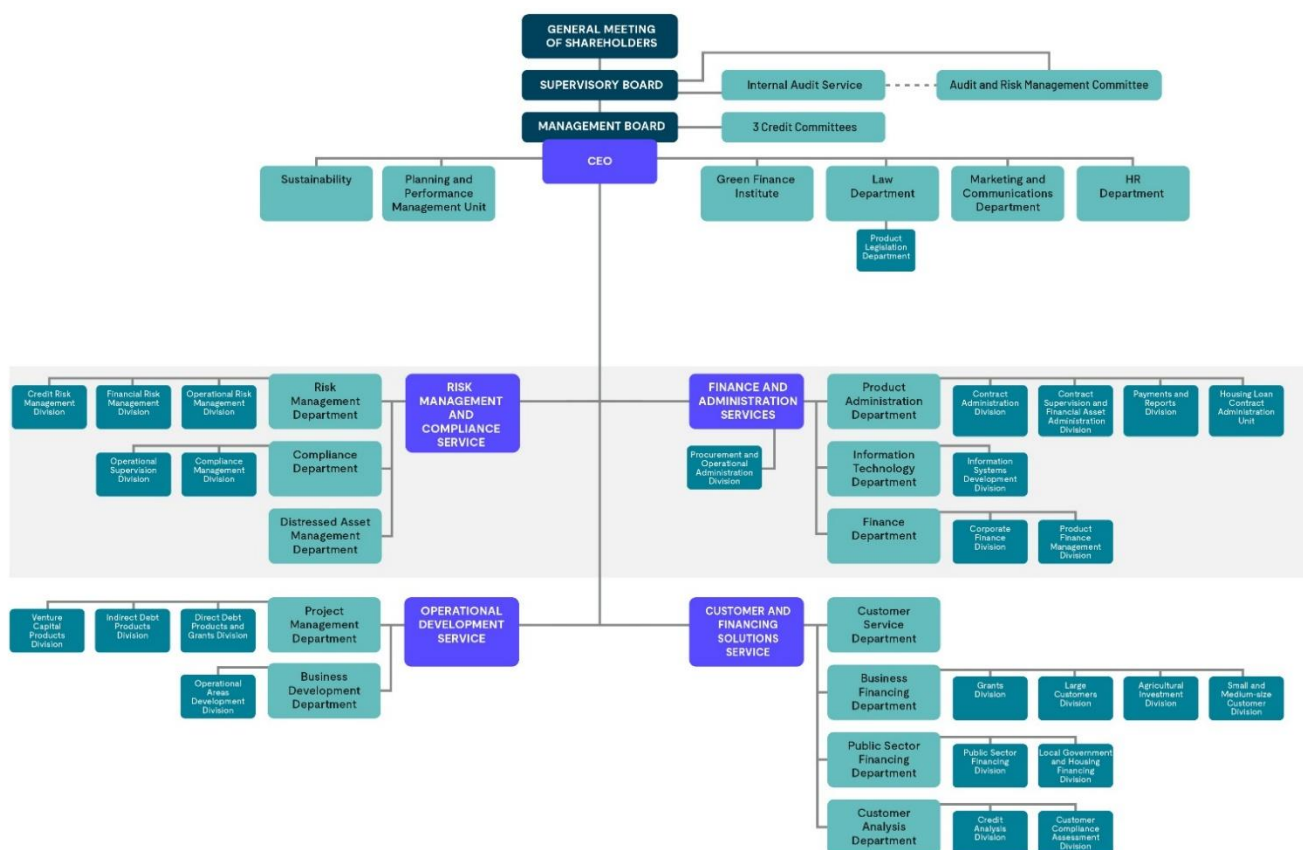 GENERAL MEETING
OF SHAREHOLDERS
SUPERVISORY BOARD
Internal Audit Service
Audit and Risk Management Committee
MANAGEMENT BOARD
3 Credit Committees
CEO
Sustainability
Planning and
Performance
Management Unit
Green Finance
Institute
Law
Department
Marketing and
Communications
Department
HR
Department
Product
Legislation
Department
Credit Risk
Management
Division
Financial Risk
Management
Division
Operational Risk
Management
Division
Risk
Management
Department
RISK
MANAGEMENT
AND
COMPLIANCE
SERVICE
Operational
Supervision
Division
Compliance
Management
Division
Compliance
Department
Distressed Asset
Management
Department
FINANCE AND
ADMINISTRATION
SERVICES
Procurement and
Operational
Administration
Division
Product
Administration
Department
Contract
Administration
Division
Contract
Supervision and
Financial Asset
Administration
Division
Payments and
Reports
Division
Housing Loan
Contract
Administration
Unit
Information
Technology
Department
Information
Systems
Development
Division
Finance
Department
Corporate
Finance
Division
Product
Finance
Management
Division
Venture
Capital
Products
Division
Indirect Debt
Products
Division
Direct Debt
Products and
Grants Division
Project
Management
Department
OPERATIONAL
DEVELOPMENT
SERVICE
Operational
Areas
Development
Division
Business
Development
Department
CUSTOMER AND
FINANCING
SOLUTIONS
SERVICE
Customer
Service
Department
Business
Financing
Department
Grants
Division
Large
Customers
Division
Agricultural
Investment
Division
Small and
Medium-size
Customer
Division
Public Sector
Financing
Department
Public Sector
Financing
Division
Local Government
and Housing
Financing
Division
Customer
Analysis
Department
Credit
Analysis
Division
Customer
Compliance
Assessment
Division